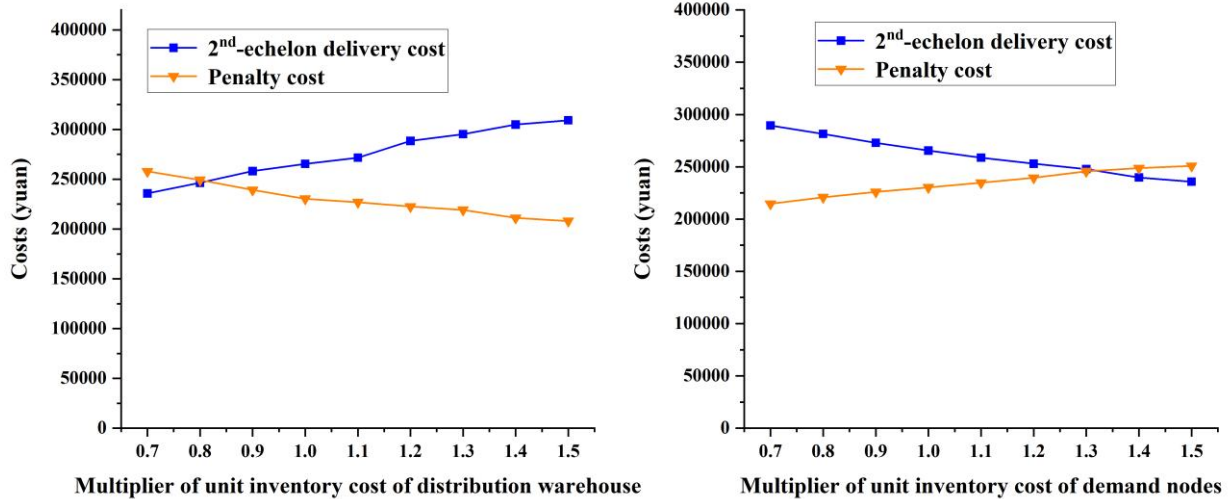 400000
350000
300000
250000
200000
150000
100000
50000
0
Costs (yuan)
2nd-echelon delivery cost
Penalty cost
0.7 0.8 0.9 1.0 1.1 1.2 1.3 1.4 1.5
Multiplier of unit inventory cost of distribution warehouse
400000
350000
300000
250000
200000
150000
100000
50000
0
Costs (yuan)
2nd-echelon delivery cost
Penalty cost
0.7 0.8 0.9 1.0 1.1 1.2 1.3 1.4 1.5
Multiplier of unit inventory cost of demand nodes